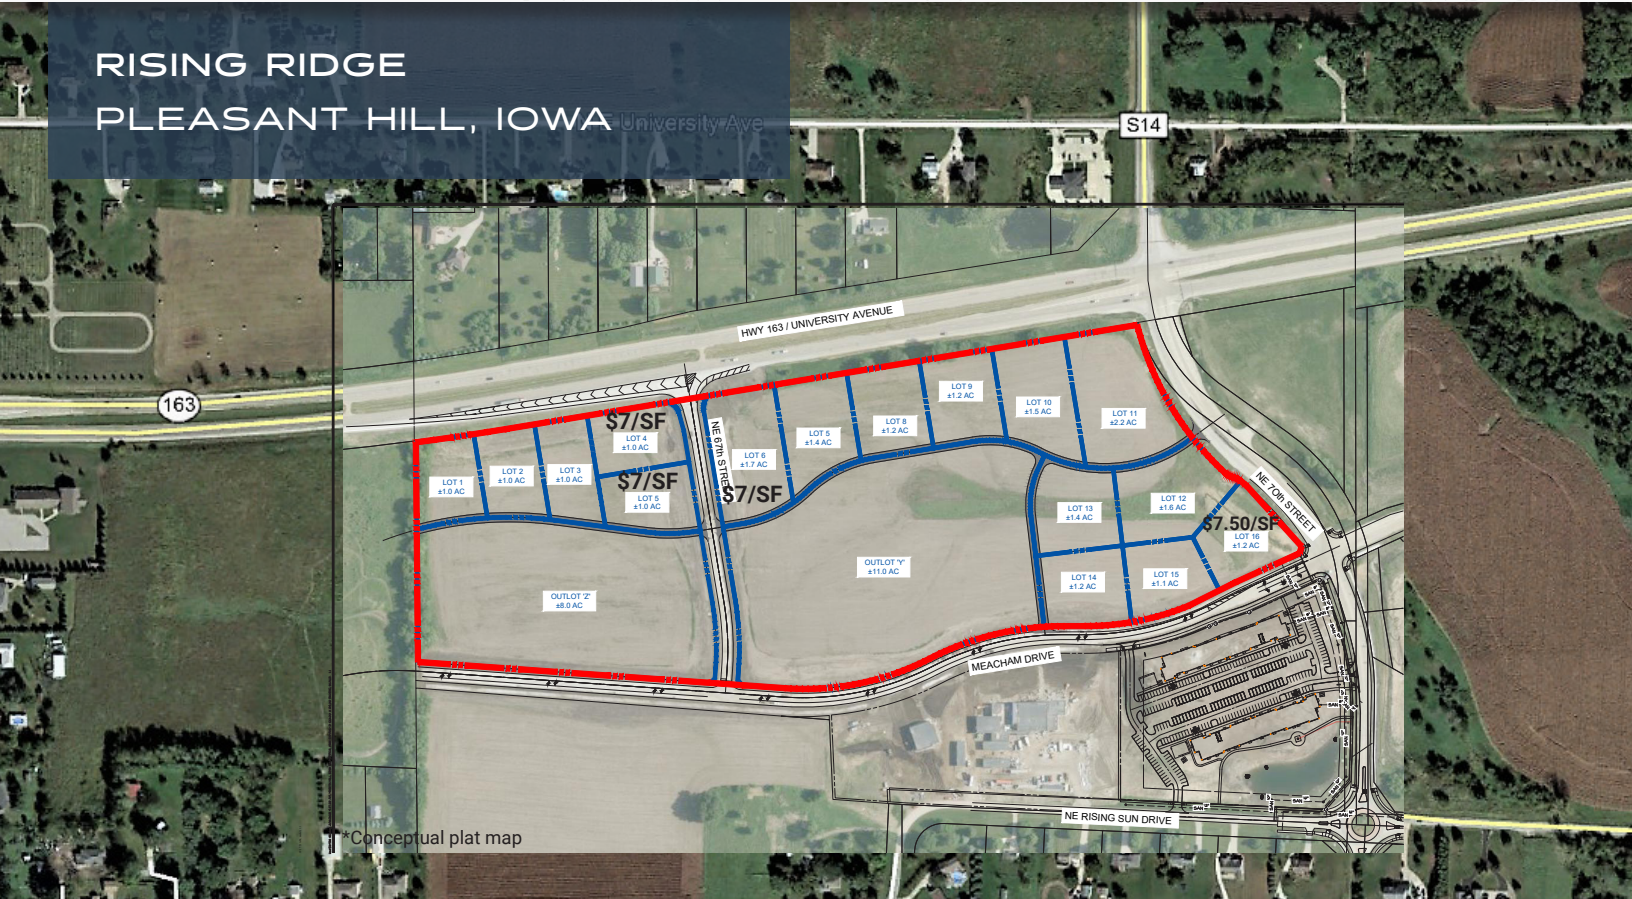 RISING RIDGE
PLEASANT HILL, IOWA
University Ave
S14
163
HWY 163 / UNIVERSITY AVENUE
LOT 1
±1.0 AC
LOT 2
±1.0 AC
LOT 3
±1.0 AC
$7/SF
LOT 4
±1.0 AC
$7/SF
LOT 5
±1.0 AC
NE 67th STREET
LOT 6
±1.7 AC
$7/SF
LOT 5
±1.4 AC
LOT 8
±1.2 AC
LOT 9
±1.2 AC
LOT 10
±1.5 AC
LOT 11
±2.2 AC
LOT 12
±1.6 AC
LOT 13
±1.4 AC
LOT 14
±1.2 AC
LOT 15
±1.1 AC
$7.50/SF
LOT 16
±1.2 AC
NE 70th STREET
OUTLOT 'Y'
±11.0 AC
OUTLOT 'Z'
±8.0 AC
MEACHAM DRIVE
NE RISING SUN DRIVE
SAN
SAN
SAN
SAN
SAN
*Conceptual plat map